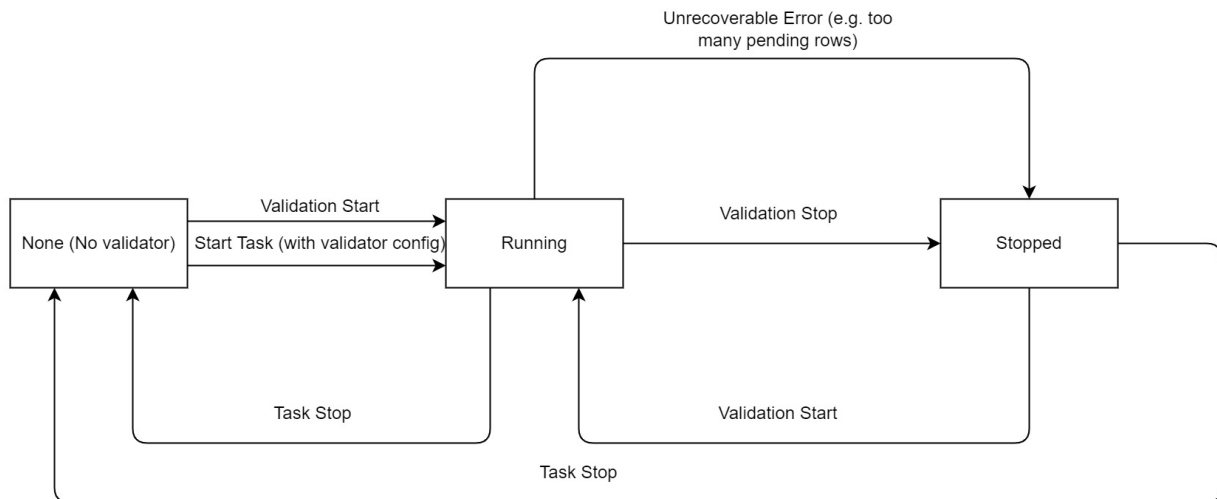 Unrecoverable Error (e.g. too
many pending rows)
Validation Start
Validation Stop
None (No validator)
Start Task (with validator config)
Running
Stopped
Task Stop
Validation Start
Task Stop